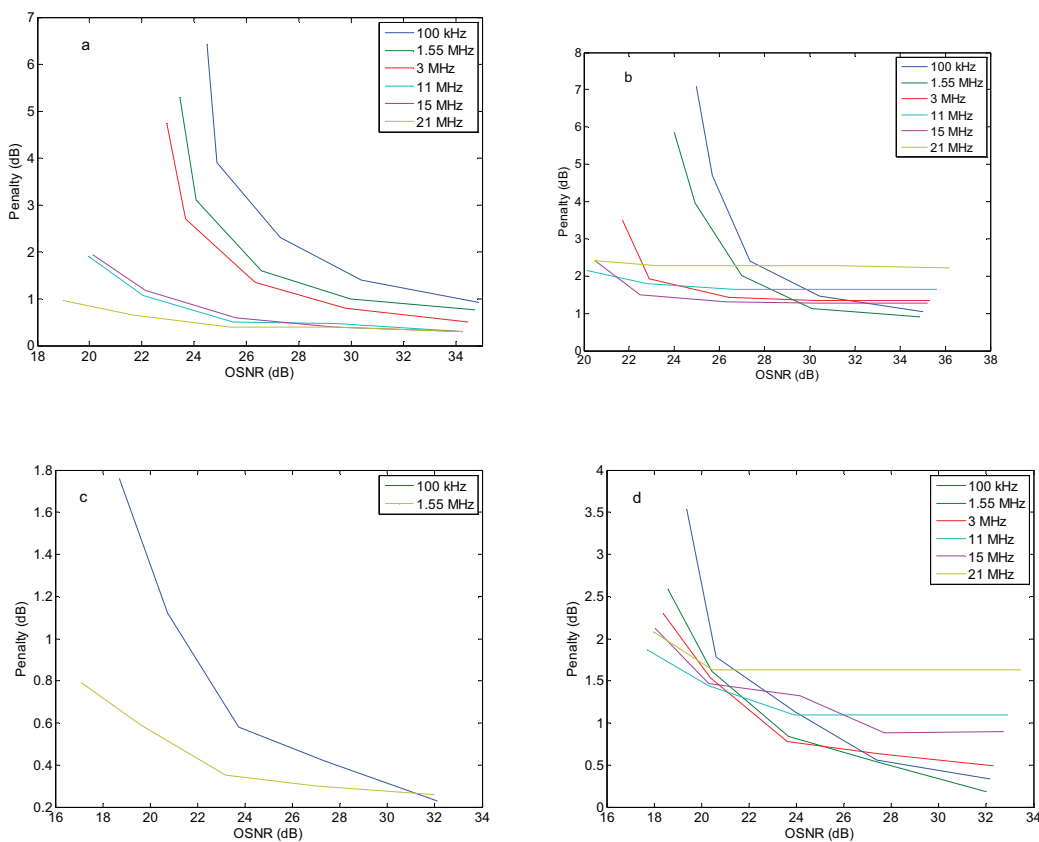 a
7
6
5
4
3
2
1
0
Penalty (dB)
18 20 22 24 26 28 30 32 34
OSNR (dB)
100 kHz
1.55 MHz
3 MHz
11 MHz
15 MHz
21 MHz
b
8
7
6
5
4
3
2
1
0
Penalty (dB)
20 22 24 26 28 30 32 34 36 38
OSNR (dB)
100 kHz
1.55 MHz
3 MHz
11 MHz
15 MHz
21 MHz
c
1.8
1.6
1.4
1.2
1
0.8
0.6
0.4
0.2
Penalty (dB)
16 18 20 22 24 26 28 30 32 34
OSNR (dB)
100 kHz
1.55 MHz
d
4
3.5
3
2.5
2
1.5
1
0.5
0
Penalty (dB)
16 18 20 22 24 26 28 30 32 34
OSNR (dB)
100 kHz
1.55 MHz
3 MHz
11 MHz
15 MHz
21 MHz